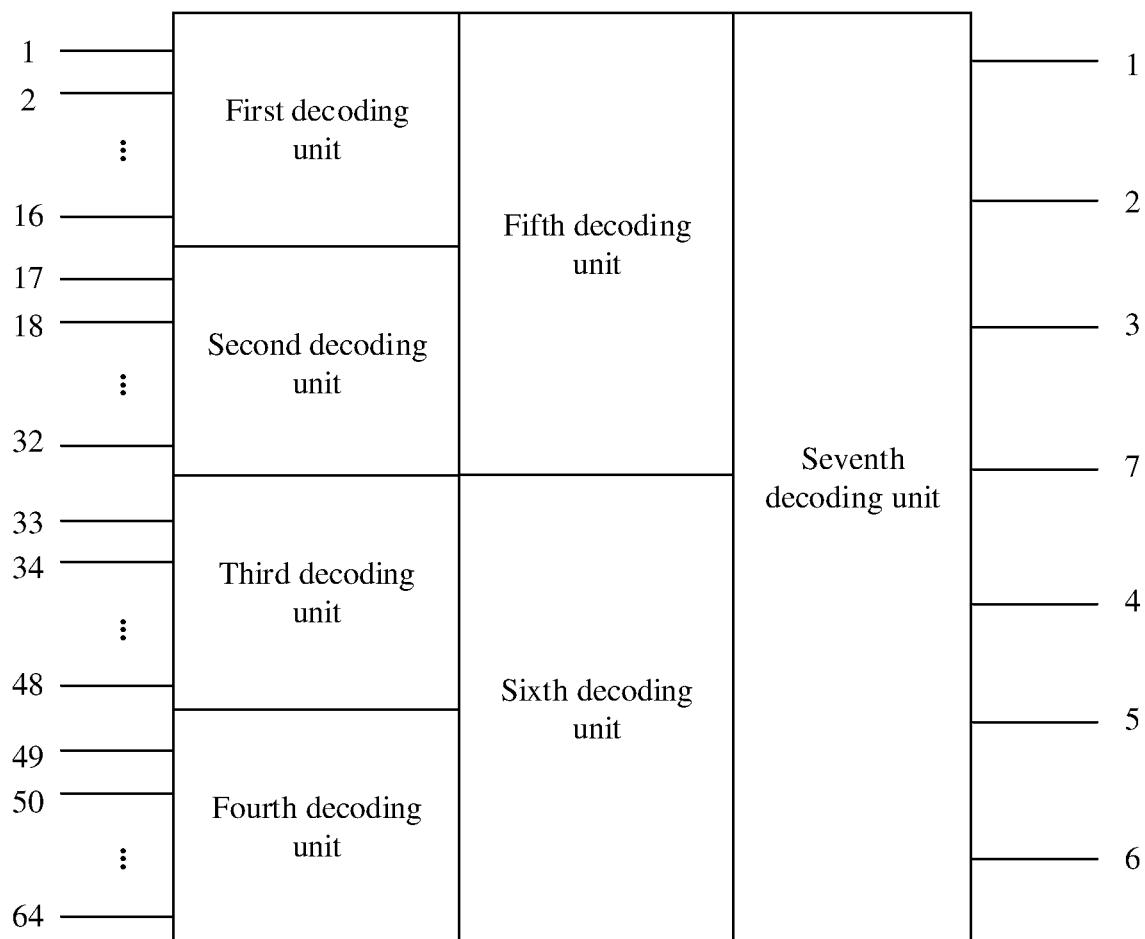 1
2
⋮
16
17
18
⋮
32
33
34
⋮
48
49
50
⋮
64
First decoding
unit
Second decoding
unit
Third decoding
unit
Fourth decoding
unit
Fifth decoding
unit
Sixth decoding
unit
Seventh
decoding unit
1
2
3
7
4
5
6